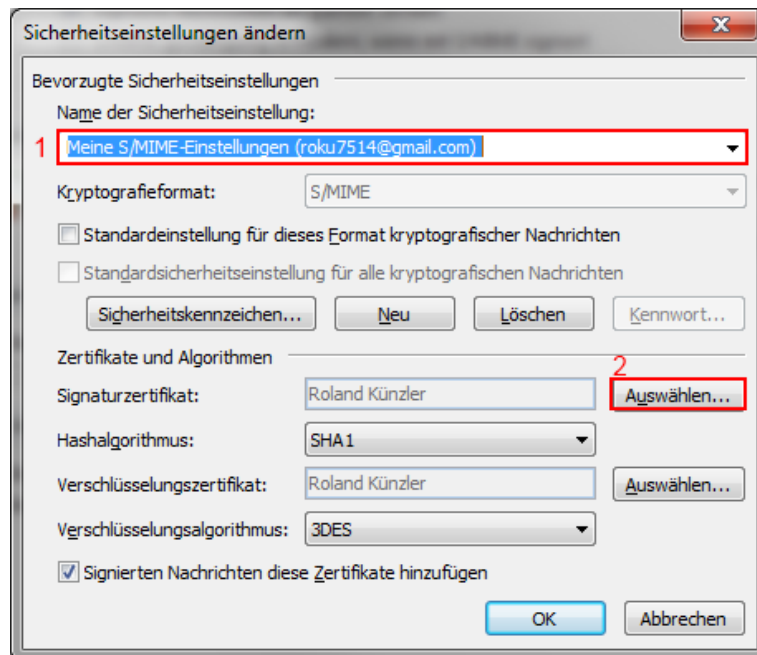 Sicherheitseinstellungen ändern
Bevorzugte Sicherheitseinstellungen
Name der Sicherheitseinstellung:
1 Meine S/MIME-Einstellungen (roku7514@gmail.com)
Kryptografieformat: S/MIME
Standardeinstellung für dieses Format kryptografischer Nachrichten
Standardsicherheitseinstellung für alle kryptografischen Nachrichten
Sicherheitskennzeichen... Neu Löschen Kennwort...
Zertifikate und Algorithmen
2
Signaturzertifikat: Roland Künzler Auswählen...
Hashalgorithmus: SHA1
Verschlüsselungszertifikat: Roland Künzler Auswählen...
Verschlüsselungsalgorithmus: 3DES
Signierten Nachrichten diese Zertifikate hinzufügen
OK Abbrechen